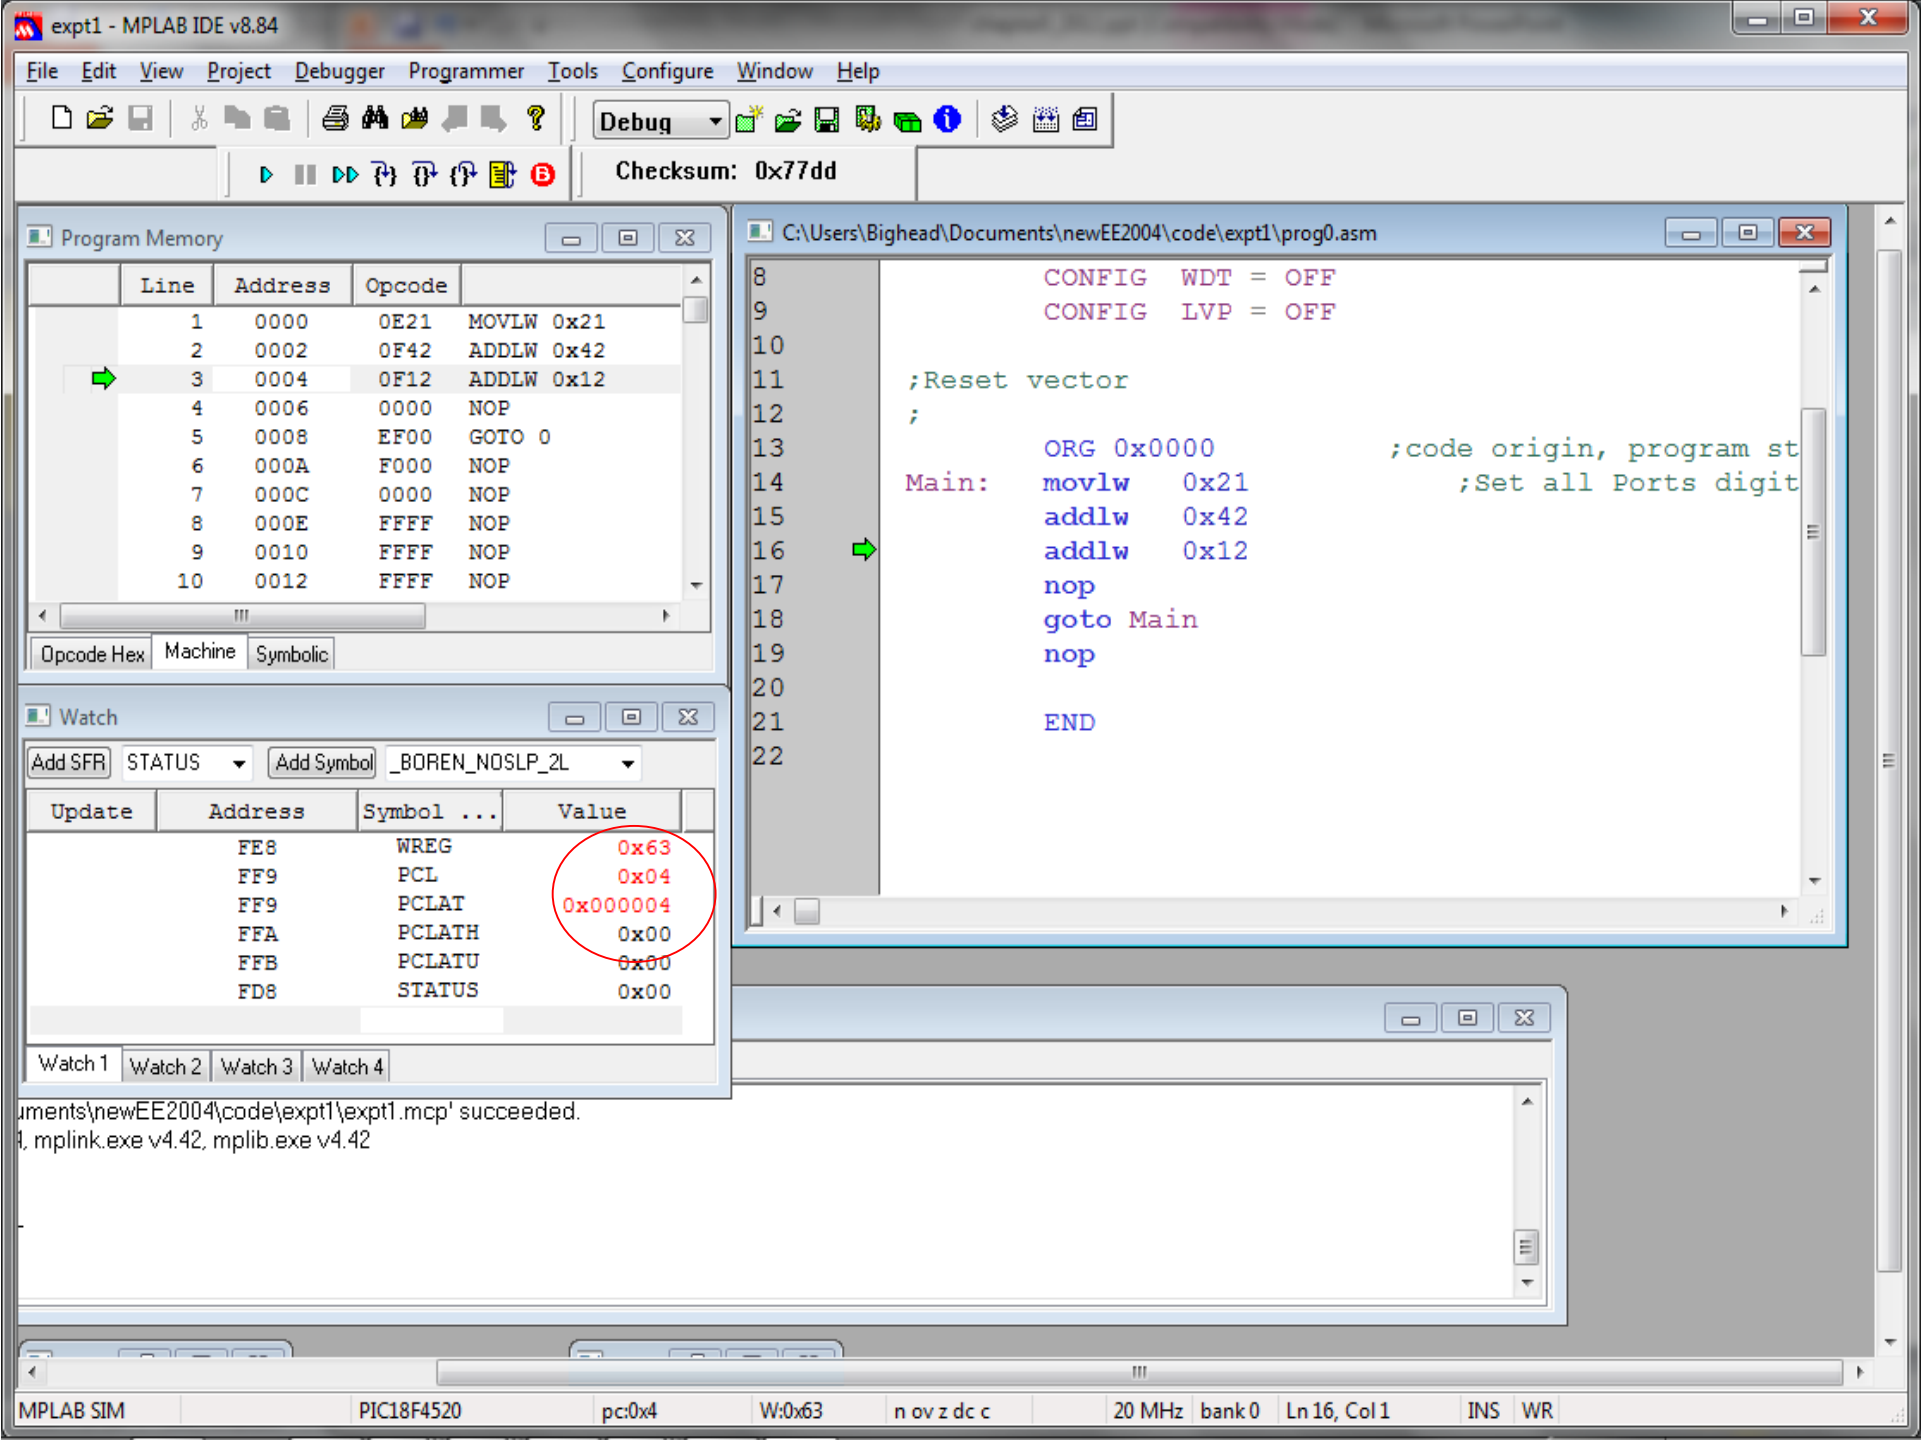 expt1 - MPLAB IDE v8.84
File Edit View Project Debugger Programmer Tools Configure Window Help
Debug
Checksum: 0x77dd
Program Memory
Line Address Opcode
1 0000 0E21 MOVLW 0x21
2 0002 0F42 ADDLW 0x42
3 0004 0F12 ADDLW 0x12
4 0006 0000 NOP
5 0008 EF00 GOTO 0
6 000A F000 NOP
7 000C 0000 NOP
8 000E FFFF NOP
9 0010 FFFF NOP
10 0012 FFFF NOP
Opcode Hex Machine Symbolic
C:\Users\Bighead\Documents\newEE2004\code\expt1\prog0.asm
8 CONFIG WDT = OFF
9 CONFIG LVP = OFF
10
11 ;Reset vector
12 ;
13 ORG 0x0000 ;code origin, program st
14 Main: movlw 0x21 ;Set all Ports digit
15 addlw 0x42
16 addlw 0x12
17 nop
18 goto Main
19 nop
20
21 END
22
Watch
Add SFR STATUS Add Symbol _BOREN_NOSLP_2L
Update Address Symbol ... Value
FE8 WREG 0x63
FF9 PCL 0x04
FF9 PCLAT 0x000004
FFA PCLATH 0x00
FFB PCLATU 0x00
FD8 STATUS 0x00
Watch 1 Watch 2 Watch 3 Watch 4
uments\newEE2004\code\expt1\expt1.mcp' succeeded.
, mplink.exe v4.42, mplib.exe v4.42
MPLAB SIM PIC18F4520 pc:0x4 W:0x63 n ov z dc c 20 MHz bank 0 Ln 16, Col 1 INS WR